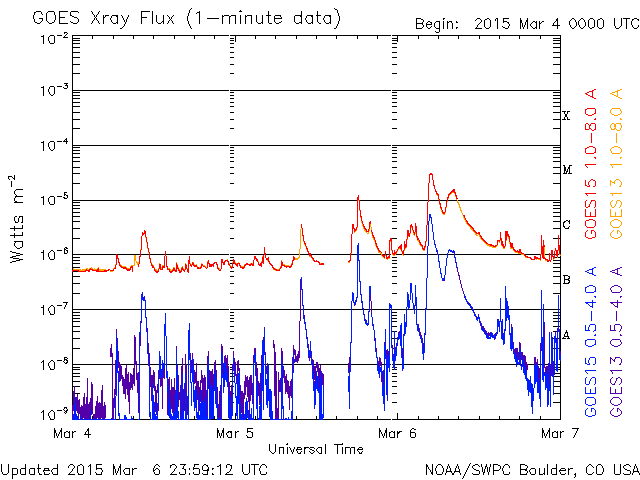 GOES Xray Flux (1-minute data)
Begin: 2015 Mar 4 0000 UTC
10-2
10-3
10-4
10-5
10-6
10-7
10-8
10-9
Watts m-2
X
M
C
B
A
GOES15 1.0-8.0 A
GOES13 1.0-8.0 A
GOES15 0.5-4.0 A
GOES13 0.5-4.0 A
Mar 4 Mar 5 Mar 6 Mar 7
Universal Time
Updated 2015 Mar 6 23:59:12 UTC
NOAA/SWPC Boulder, CO USA